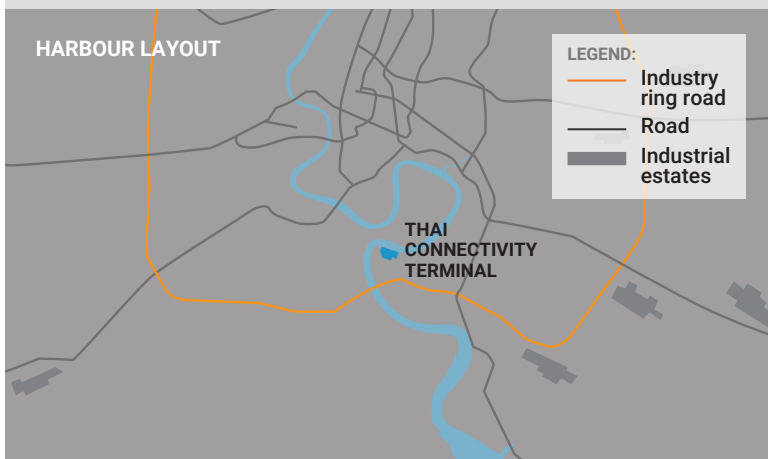 HARBOUR LAYOUT
LEGEND:
Industry
ring road
Road
Industrial
estates
THAI
CONNECTIVITY
TERMINAL